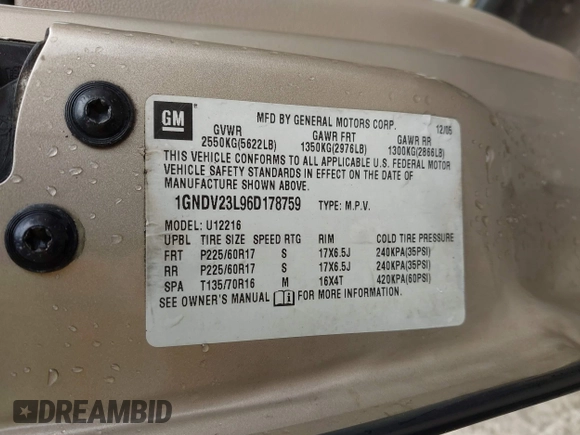 GM
MFD BY GENERAL MOTORS CORP. 12/05
GVWR GAWR FRT GAWR RR
2550KG(5622LB) 1350KG(2976LB) 1300KG(2866LB)
THIS VEHICLE CONFORMS TO ALL APPLICABLE U.S. FEDERAL MOTOR
VEHICLE SAFETY STANDARDS IN EFFECT ON THE DATE OF
MANUFACTURE SHOWN ABOVE.
1GNDV23L96D178759 TYPE: M.P.V.
MODEL: U12216
UPBL TIRE SIZE SPEED RTG RIM COLD TIRE PRESSURE
FRT P225/60R17 S 17X6.5J 240KPA(35PSI)
RR P225/60R17 S 17X6.5J 240KPA(35PSI)
SPA T135/70R16 M 16X4T 420KPA(60PSI)
SEE OWNER'S MANUAL FOR MORE INFORMATION
DREAMBID